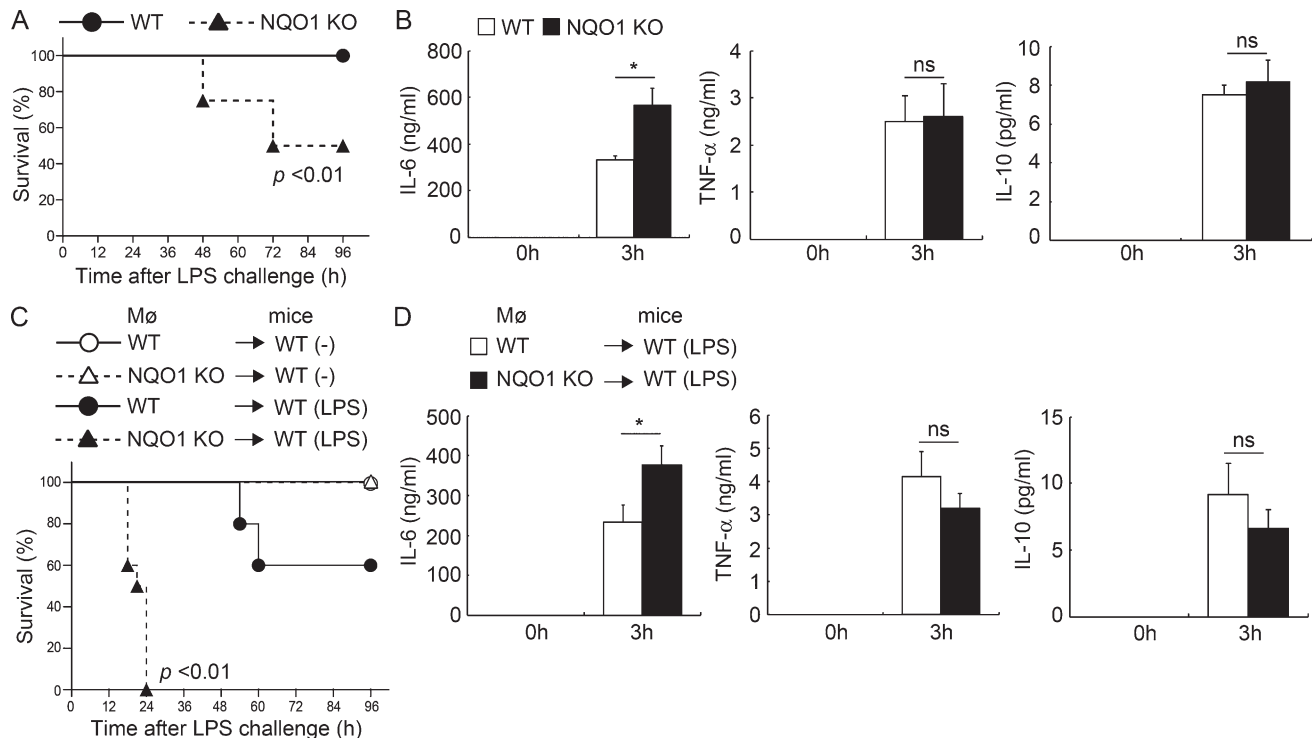 A
WT
NQO1 KO
Survival (%)
100
80
60
40
20
0
p <0.01
0 12 24 36 48 60 72 84 96
Time after LPS challenge (h)
B
WT NQO1 KO
IL-6 (ng/ml)
800
600
400
200
0
*
0h 3h
TNF-α (ng/ml)
4
3
2
1
0
ns
0h 3h
IL-10 (pg/ml)
10
8
6
4
2
0
ns
0h 3h
C
Mø mice
WT → WT (-)
NQO1 KO → WT (-)
WT → WT (LPS)
NQO1 KO → WT (LPS)
Survival (%)
100
80
60
40
20
0
p <0.01
0 12 24 36 48 60 72 84 96
Time after LPS challenge (h)
D
Mø mice
WT → WT (LPS)
NQO1 KO → WT (LPS)
IL-6 (ng/ml)
500
400
300
200
100
0
*
0h 3h
TNF-α (ng/ml)
6
5
4
3
2
1
0
ns
0h 3h
IL-10 (pg/ml)
15
10
5
0
ns
0h 3h